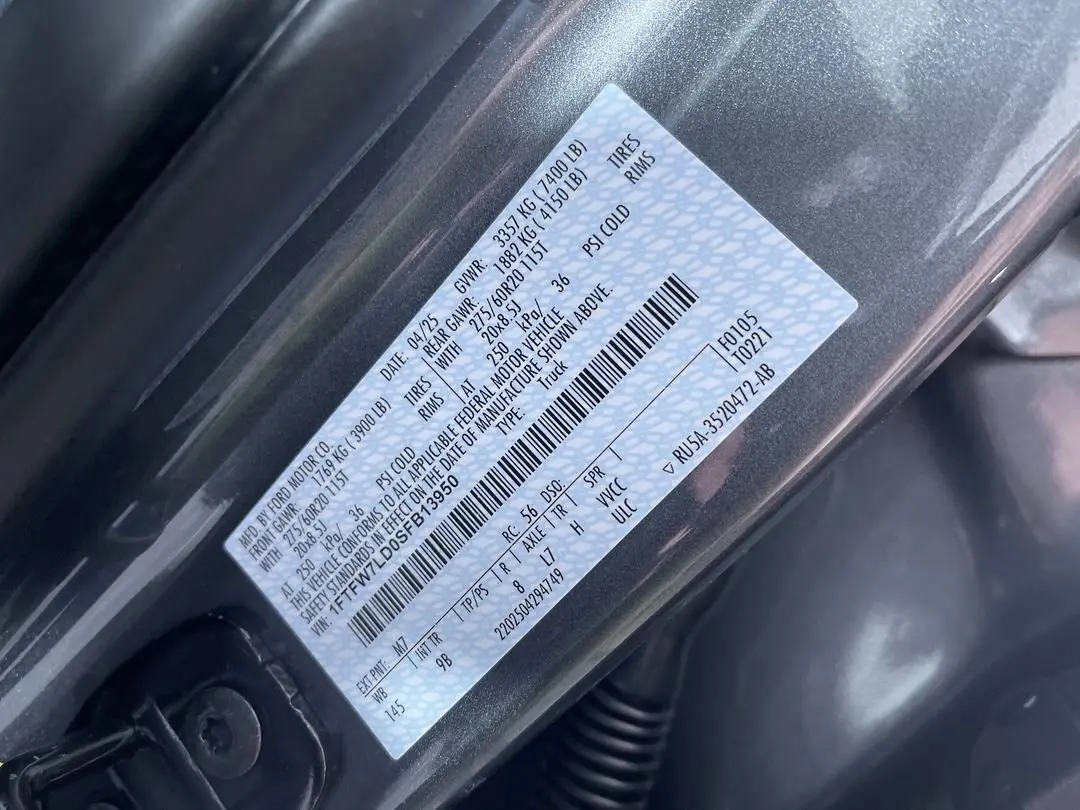 MFD. BY FORD MOTOR CO. DATE: 04/25 GVWR: 3357 KG ( 7400 LB)
FRONT GAWR: 1769 KG ( 3900 LB) REAR GAWR: 1882 KG ( 4150 LB)
WITH 275/60R20 115T TIRES WITH 275/60R20 115T TIRES
20x8.5J RIMS 20x8.5J RIMS
AT 250 kPa/ 36 PSI COLD AT 250 kPa/ 36 PSI COLD
THIS VEHICLE CONFORMS TO ALL APPLICABLE FEDERAL MOTOR VEHICLE
SAFETY STANDARDS IN EFFECT ON THE DATE OF MANUFACTURE SHOWN ABOVE.
VIN: 1FTFW7LD0SFB13950 TYPE: Truck
EXT PNT: M7 RC: 56 DSO: F0105
WB INT TR TP/PS R AXLE TR SPR T0221
145 9B 8 L7 H VVCC
ULC
2202504294749 ▽ RU5A-3520472-AB